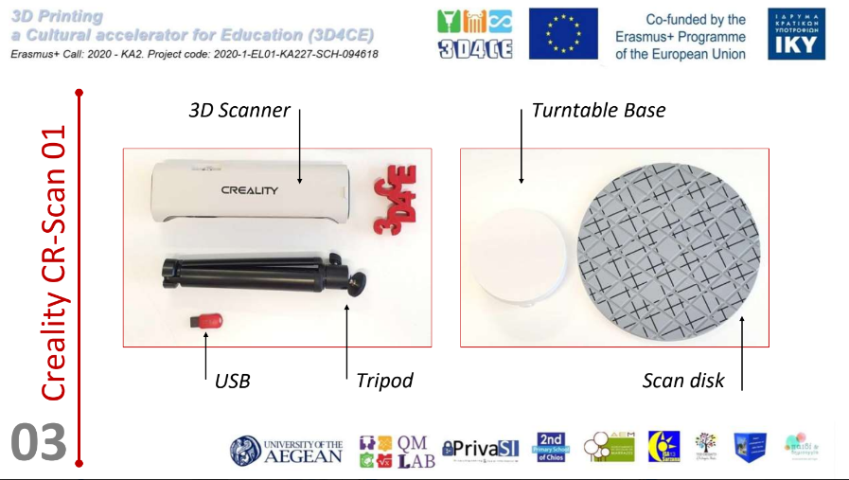 3D Printing
a Cultural accelerator for Education (3D4CE)
Erasmus+ Call: 2020 - KA2. Project code: 2020-1-EL01-KA227-SCH-094618
3D4CE
Co-funded by the
Erasmus+ Programme
of the European Union
ΙΔΡΥΜΑ
ΚΡΑΤΙΚΩΝ
ΥΠΟΤΡΟΦΙΩΝ
IKY
Creality CR-Scan 01
3D Scanner
Turntable Base
CREALITY
3D4CE
USB
Tripod
Scan disk
03
UNIVERSITY OF THE
AEGEAN
QM
LAB
PrivaSI
2nd
Primary School
of Chios